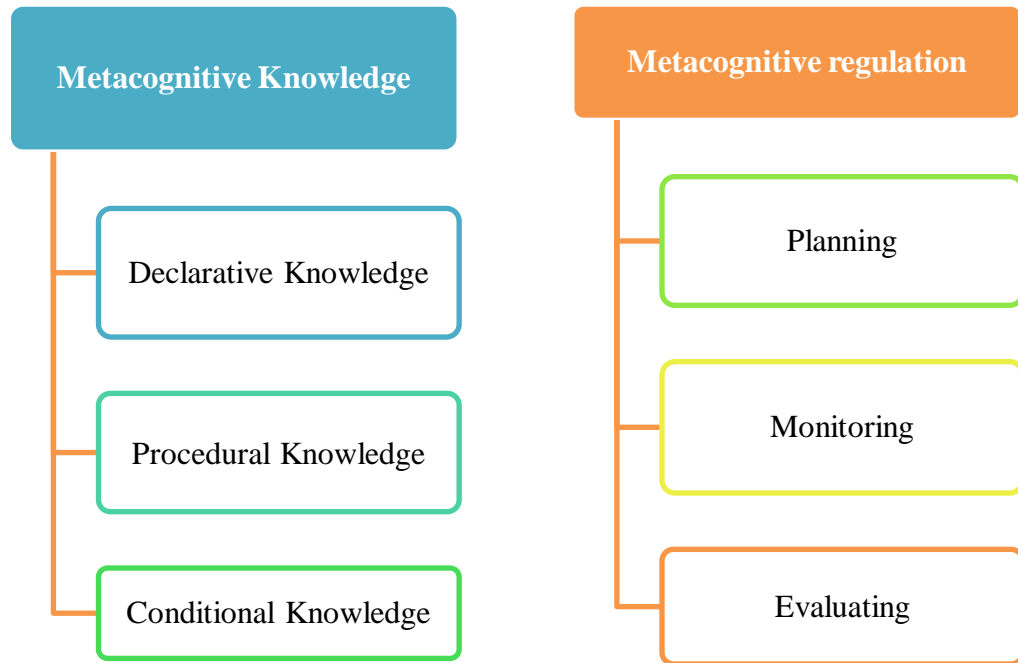 Metacognitive Knowledge
Declarative Knowledge
Procedural Knowledge
Conditional Knowledge
Metacognitive regulation
Planning
Monitoring
Evaluating